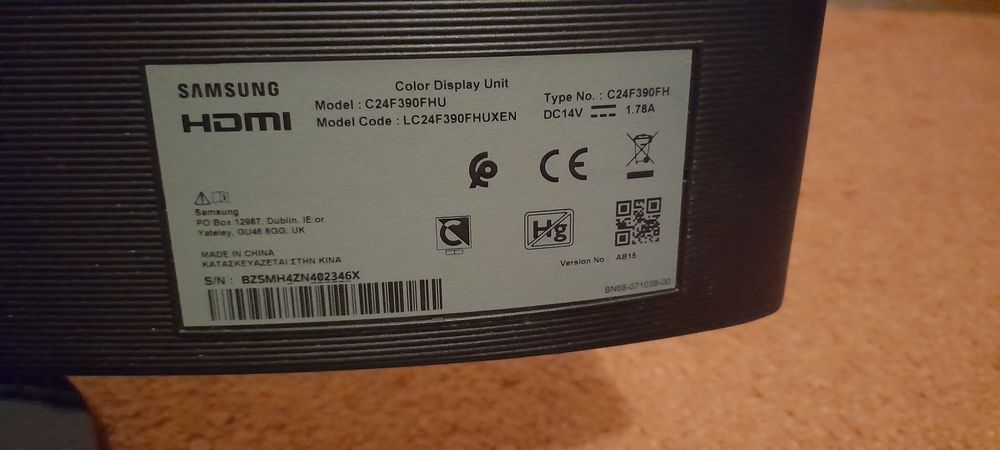 SAMSUNG
HDMI
Color Display Unit
Model : C24F390FHU
Model Code : LC24F390FHUXEN
Type No. : C24F390FH
DC14V 1.78A
CE
Samsung
PO Box 12987, Dublin. IE or
Yateley, GU46 6GG. UK
Hg
Version No : AB15
MADE IN CHINA
ΚΑΤΑΣΚΕΥΑΖΕΤΑΙ ΣΤΗΝ ΚΙΝΑ
S/N : BZSMH4ZN402346X
BN68-07103B-00